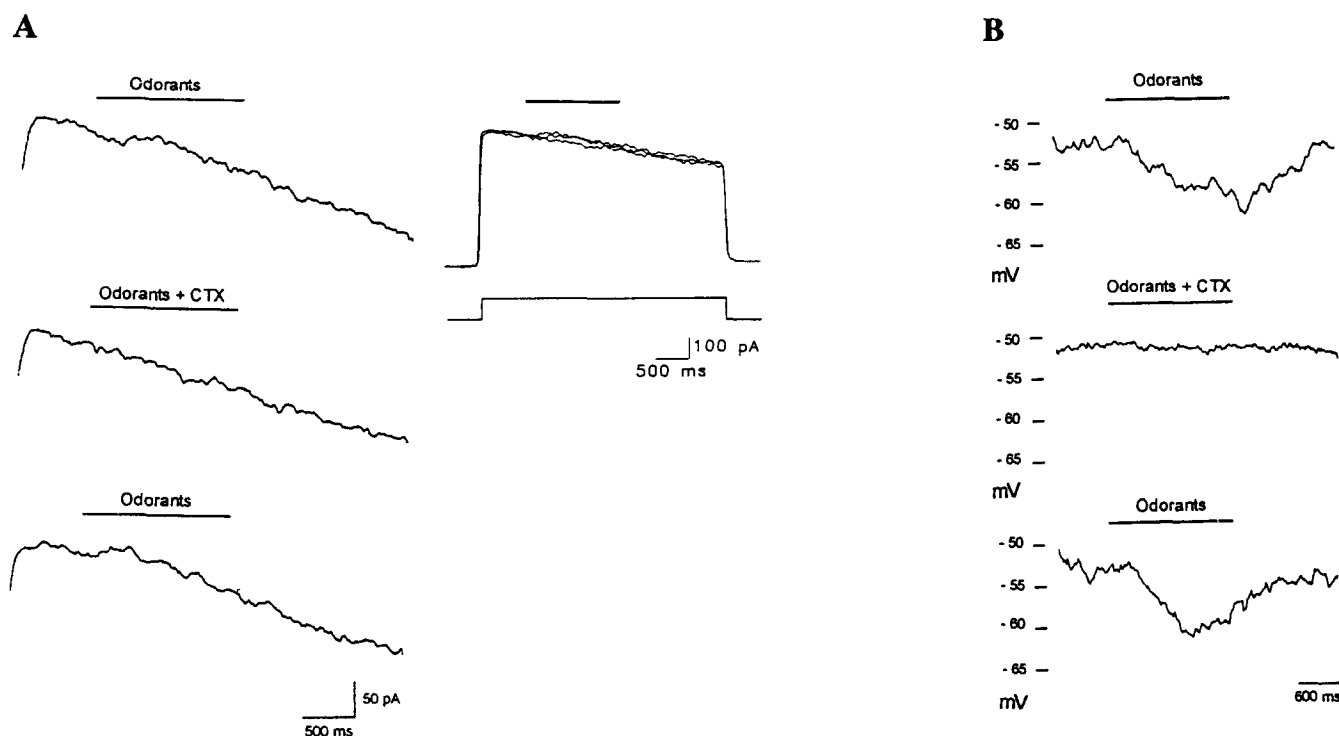 A
Odorants
100 pA
500 ms
Odorants + CTX
Odorants
50 pA
500 ms
B
Odorants
- 50
- 55
- 60
- 65
mV
Odorants + CTX
- 50
- 55
- 60
- 65
mV
Odorants
- 50
- 55
- 60
- 65
mV
600 ms